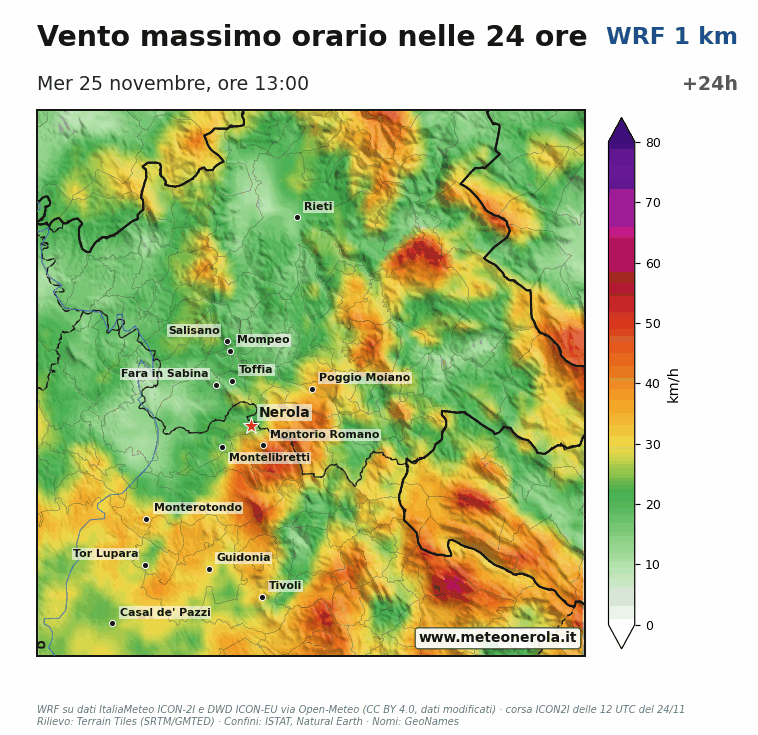 Vento massimo orario nelle 24 ore WRF 1 km
Mer 25 novembre, ore 13:00 +24h
80
70
60
50
40
30
20
10
0
km/h
Rieti
Salisano
Mompeo
Toffia
Fara in Sabina
Poggio Moiano
Nerola
Montorio Romano
Montelibretti
Monterotondo
Tor Lupara
Guidonia
Tivoli
Casal de' Pazzi
www.meteonerola.it
WRF su dati ItaliaMeteo ICON-2I e DWD ICON-EU via Open-Meteo (CC BY 4.0, dati modificati) · corsa ICON2I delle 12 UTC del 24/11
Rilievo: Terrain Tiles (SRTM/GMTED) · Confini: ISTAT, Natural Earth · Nomi: GeoNames